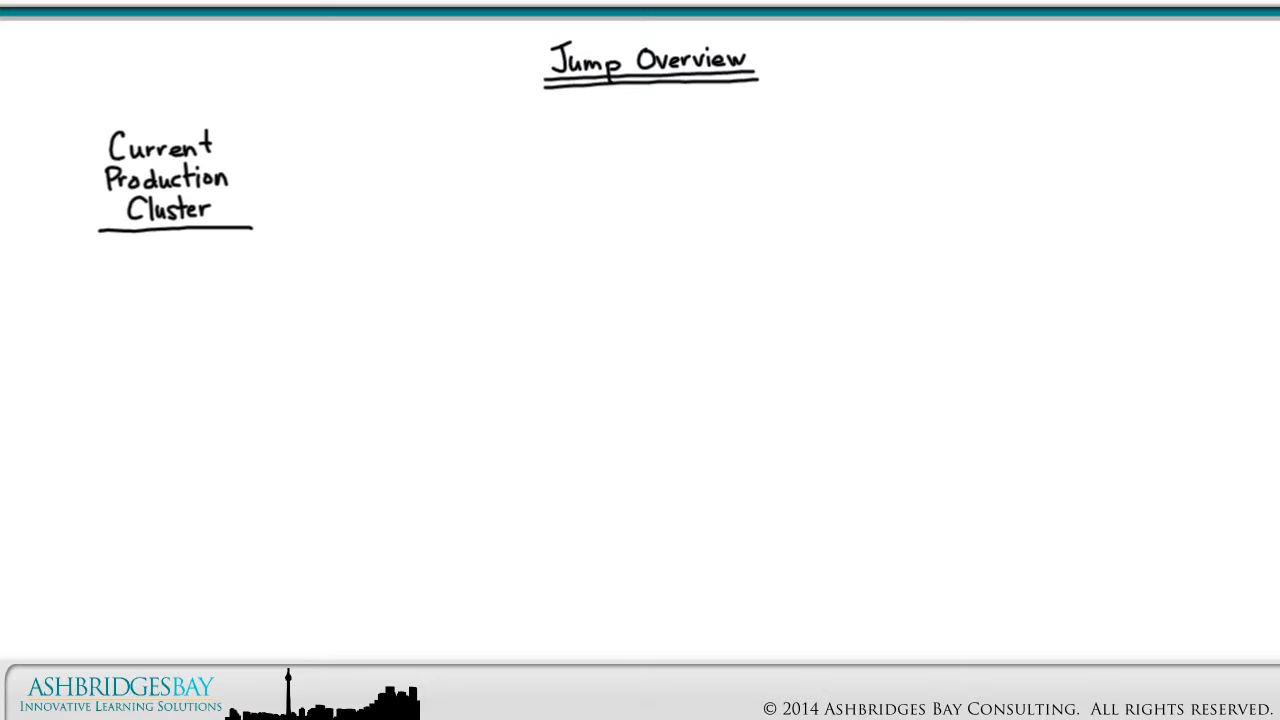 Jump Overview
Current
Production
Cluster
ASHBRIDGESBAY
INNOVATIVE LEARNING SOLUTIONS
© 2014 ASHBRIDGES BAY CONSULTING. ALL RIGHTS RESERVED.